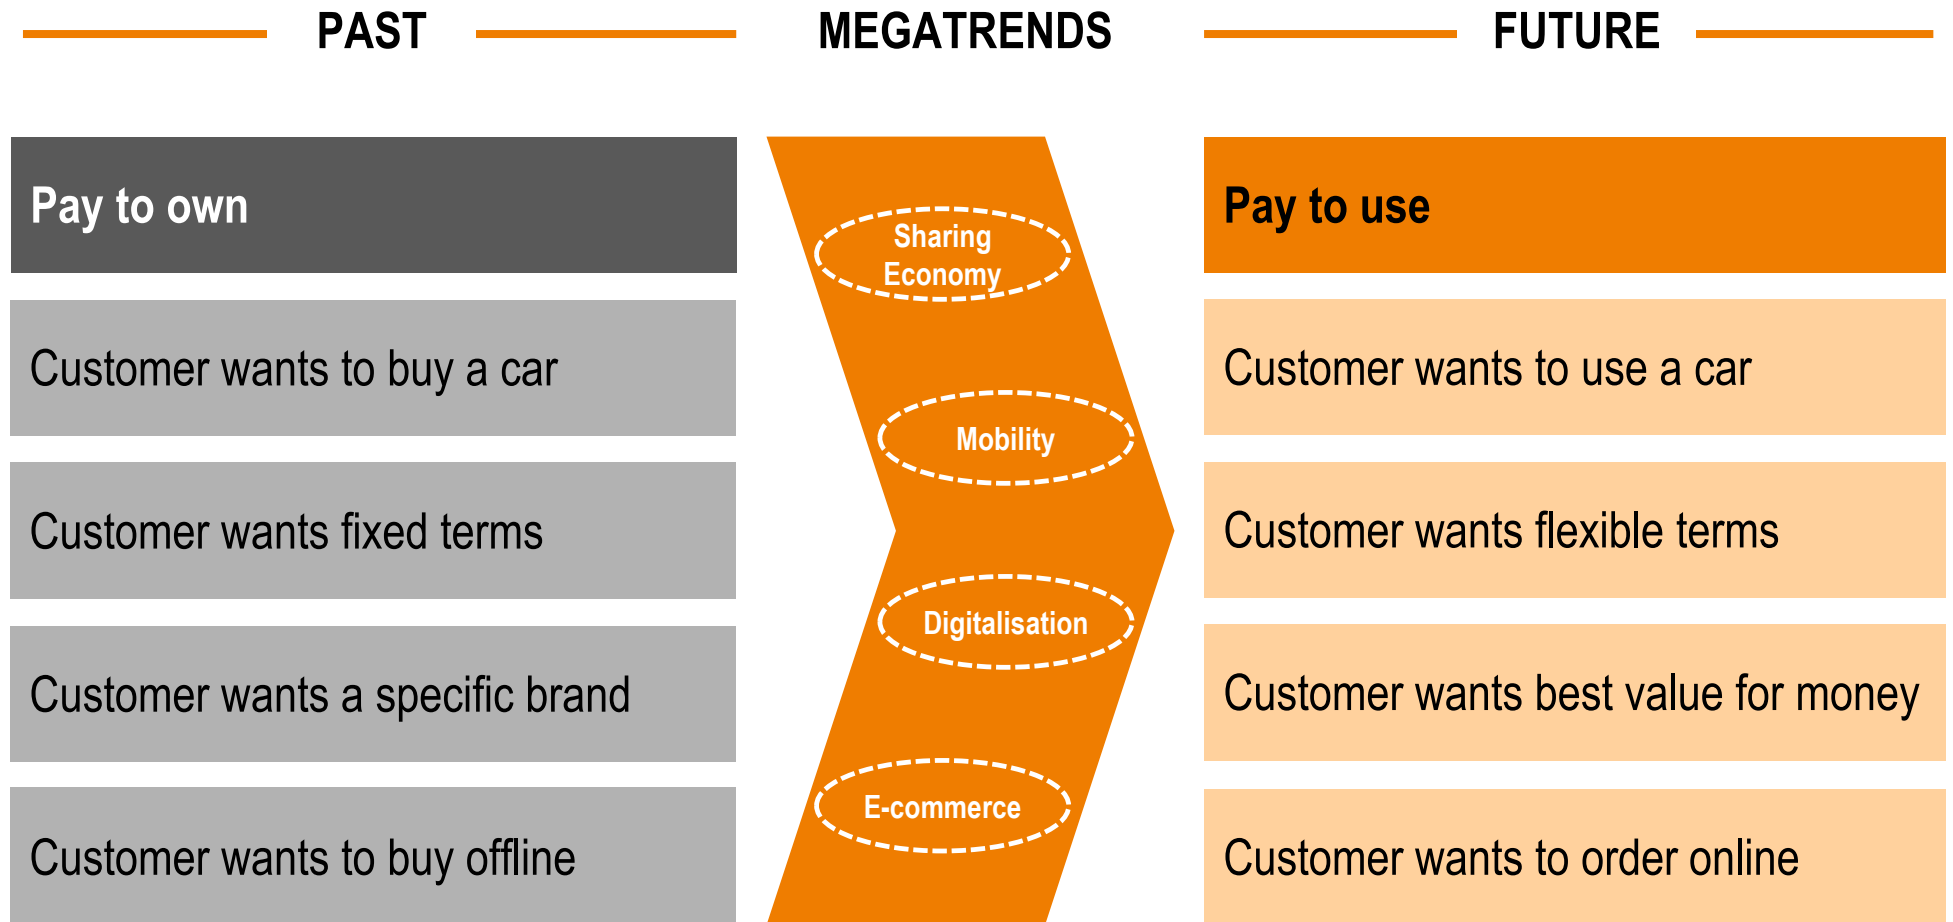 PAST
MEGATRENDS
FUTURE
Pay to own
Customer wants to buy a car
Customer wants fixed terms
Customer wants a specific brand
Customer wants to buy offline
Sharing
Economy
Mobility
Digitalisation
E-commerce
Pay to use
Customer wants to use a car
Customer wants flexible terms
Customer wants best value for money
Customer wants to order online